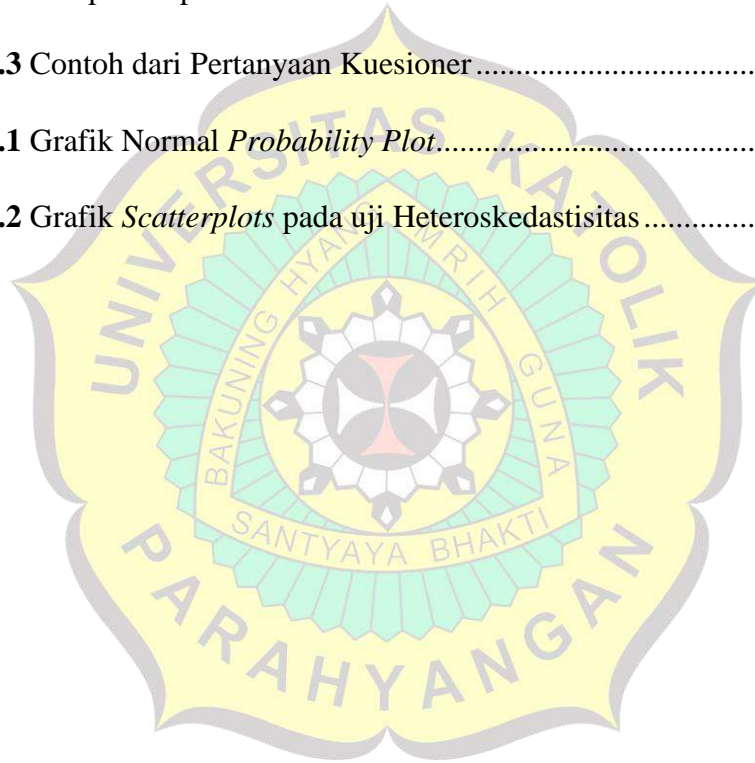 .3 Contoh dari Pertanyaan Kuesioner ...............................
.1 Grafik Normal Probability Plot...................................
.2 Grafik Scatterplots pada uji Heteroskedastisitas ............
UNIVERSITAS KATOLIK
PARAHYANGAN
BAKUNING HYANG MRIH GUNA
SANTYAYA BHAKTI